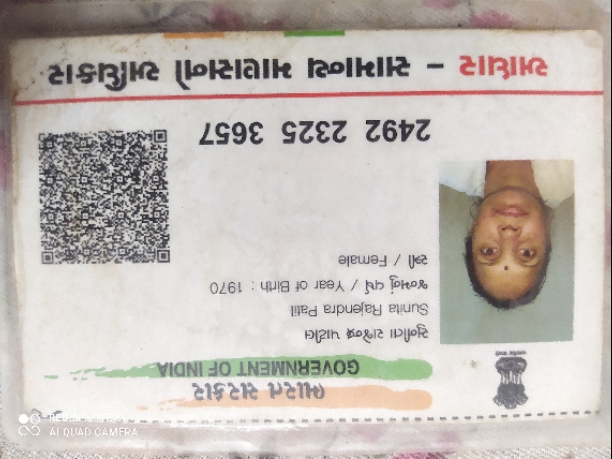 ભારત સરકાર
GOVERNMENT OF INDIA
સુનીતા રાજેન્દ્ર પાટીલ
Sunita Rajendra Patil
જન્મનું વર્ષ / Year of Birth : 1970
સ્ત્રી / Female
2492 2325 3657
આધાર – સામાન્ય માણસનો અધિકાર
AI QUAD CAMERA